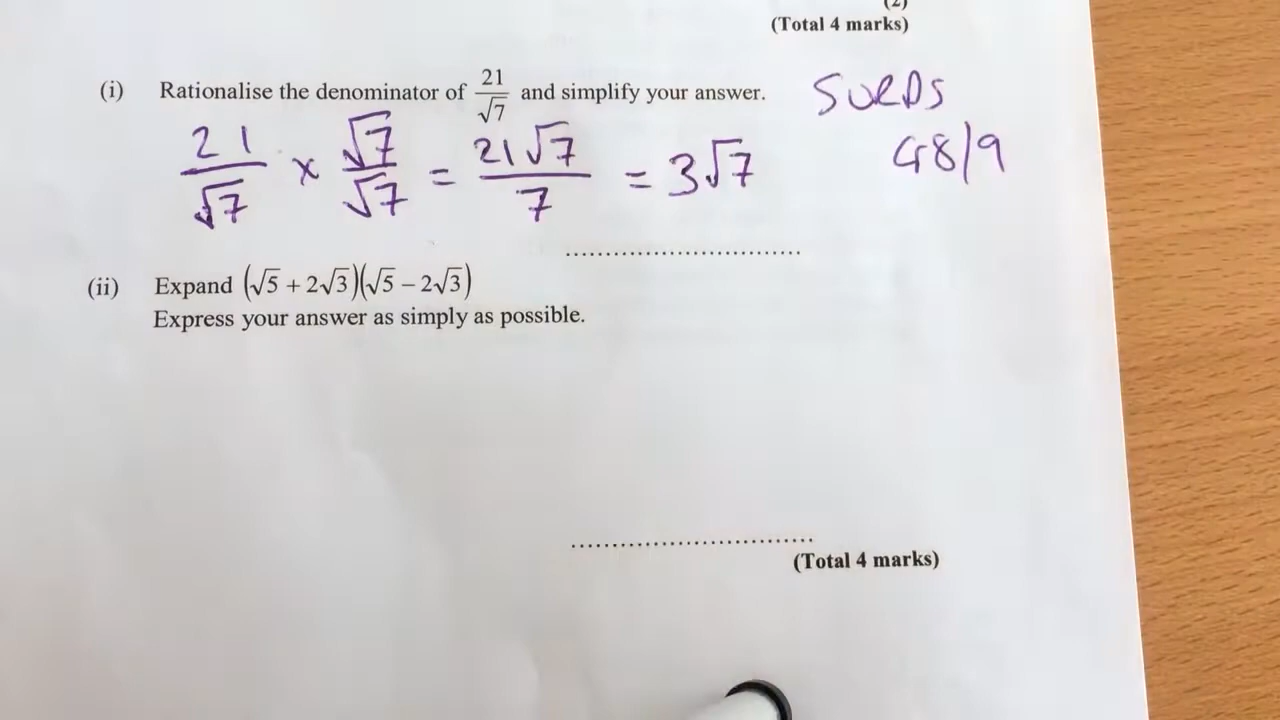 (2)
(Total 4 marks)
(i) Rationalise the denominator of 21/√7 and simplify your answer.
SURDS
G8/9
21/√7 × √7/√7 = 21√7/7 = 3√7
(ii) Expand (√5 + 2√3)(√5 − 2√3)
Express your answer as simply as possible.
(Total 4 marks)